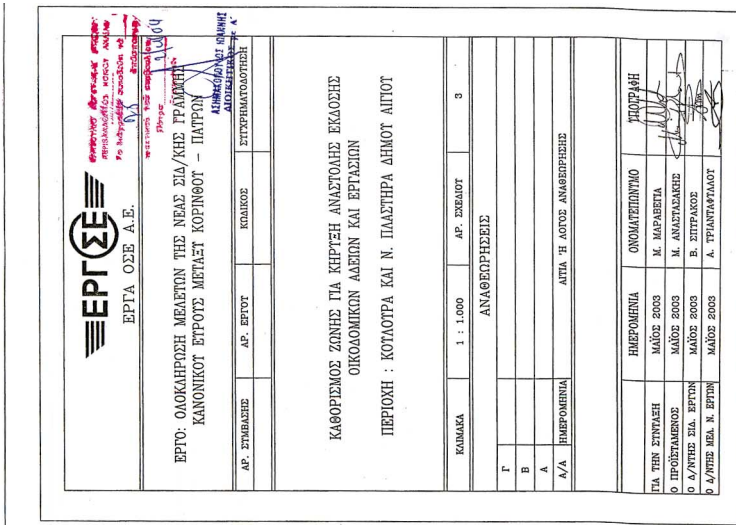 ΕΡΓΟΣΕ
ΕΡΓΑ ΟΣΕ Α.Ε.
ΕΡΓΟ: ΟΛΟΚΛΗΡΩΣΗ ΜΕΛΕΤΩΝ ΤΗΣ ΝΕΑΣ ΣΙΔ/ΚΗΣ ΓΡΑΜΜΗΣ
ΚΑΝΟΝΙΚΟΥ ΕΥΡΟΥΣ ΜΕΤΑΞΥ ΚΟΡΙΝΘΟΥ – ΠΑΤΡΩΝ
ΑΡ. ΣΥΜΒΑΣΗΣ ΑΡ. ΕΡΓΟΥ ΚΩΔΙΚΟΣ ΣΥΓΧΡΗΜΑΤΟΔΟΤΗΣΗ
ΚΑΘΟΡΙΣΜΟΣ ΖΩΝΗΣ ΓΙΑ ΚΗΡΥΞΗ ΑΝΑΣΤΟΛΗΣ ΕΚΔΟΣΗΣ
ΟΙΚΟΔΟΜΙΚΩΝ ΑΔΕΙΩΝ ΚΑΙ ΕΡΓΑΣΙΩΝ
ΠΕΡΙΟΧΗ : ΚΟΥΛΟΥΡΑ ΚΑΙ Ν. ΠΛΑΣΤΗΡΑ ΔΗΜΟΥ ΑΙΓΙΟΥ
ΚΛΙΜΑΚΑ 1 : 1.000 ΑΡ. ΣΧΕΔΙΟΥ 3
ΑΝΑΘΕΩΡΗΣΕΙΣ
Γ
Β
Α
Α/Α ΗΜΕΡΟΜΗΝΙΑ ΑΙΤΙΑ Ή ΛΟΓΟΣ ΑΝΑΘΕΩΡΗΣΗΣ
ΗΜΕΡΟΜΗΝΙΑ ΟΝΟΜΑΤΕΠΩΝΥΜΟ ΥΠΟΓΡΑΦΗ
ΓΙΑ ΤΗΝ ΣΥΝΤΑΞΗ ΜΑΪΟΣ 2003 Μ. ΜΑΡΑΒΕΓΙΑ
Ο ΠΡΟΪΣΤΑΜΕΝΟΣ ΜΑΪΟΣ 2003 Μ. ΑΝΑΣΤΑΣΑΚΗΣ
Ο Δ/ΝΤΗΣ ΣΙΔ. ΕΡΓΩΝ ΜΑΪΟΣ 2003 Β. ΣΠΥΡΑΚΟΣ
Ο Δ/ΝΤΗΣ ΜΕΛ. Ν. ΕΡΓΩΝ ΜΑΪΟΣ 2003 Α. ΤΡΙΑΝΤΑΦΥΛΛΟΥ